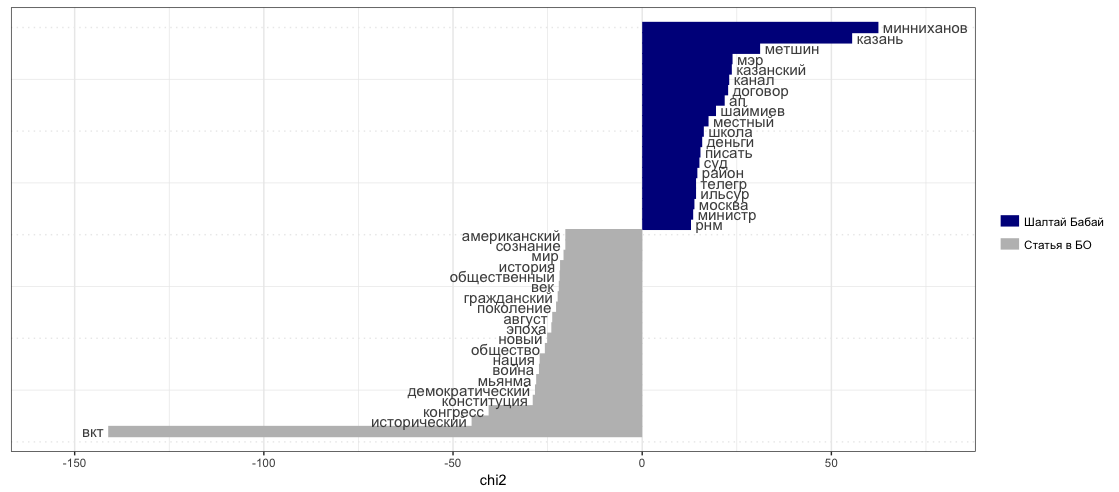 минниханов
казань
метшин
мэр
казанский
канал
договор
ап
шаймиев
местный
школа
деньги
писать
суд
район
телегр
ильсур
москва
министр
рнм
американский
сознание
мир
история
общественный
век
гражданский
поколение
август
эпоха
новый
общество
нация
война
мьянма
демократический
конституция
конгресс
исторический
вкт
-150 -100 -50 0 50
chi2
Шалтай Бабай
Статья в БО